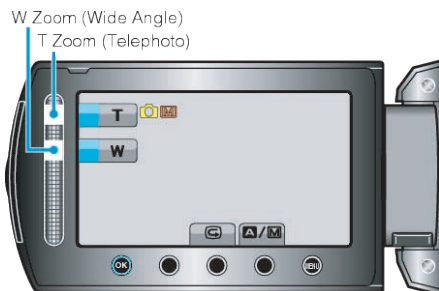 W Zoom (Wide Angle)
T Zoom (Telephoto)
T
W
A/M
OK
MENU